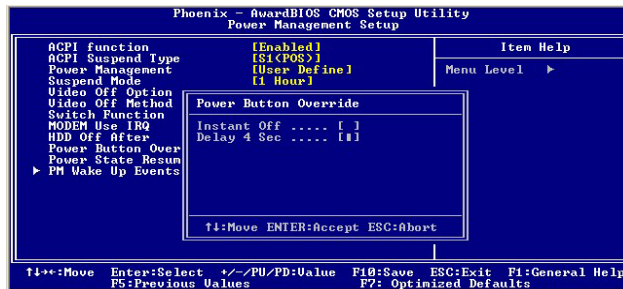 Phoenix - AwardBIOS CMOS Setup Utility
Power Management Setup
ACPI function [Enabled]
ACPI Suspend Type [S1(POS)]
Power Management [User Define]
Suspend Mode [1 Hour]
Video Off Option
Video Off Method
Switch Function
MODEM Use IRQ
HDD Off After
Power Button Over
Power State Resum
▶ PM Wake Up Events
Item Help
Menu Level ▶
Power Button Override
Instant Off ..... [ ]
Delay 4 Sec ..... [■]
↑↓:Move ENTER:Accept ESC:Abort
↑↓→←:Move Enter:Select +/-/PU/PD:Value F10:Save ESC:Exit F1:General Help
F5:Previous Values F7: Optimized Defaults